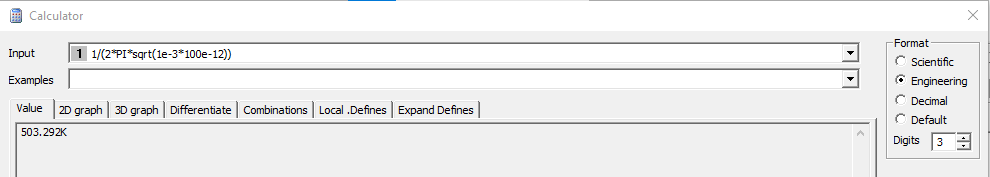 Calculator
Input 1 1/(2*PI*sqrt(1e-3*100e-12))
Examples
Value 2D graph 3D graph Differentiate Combinations Local .Defines Expand Defines
503.292K
Format
Scientific
Engineering
Decimal
Default
Digits 3